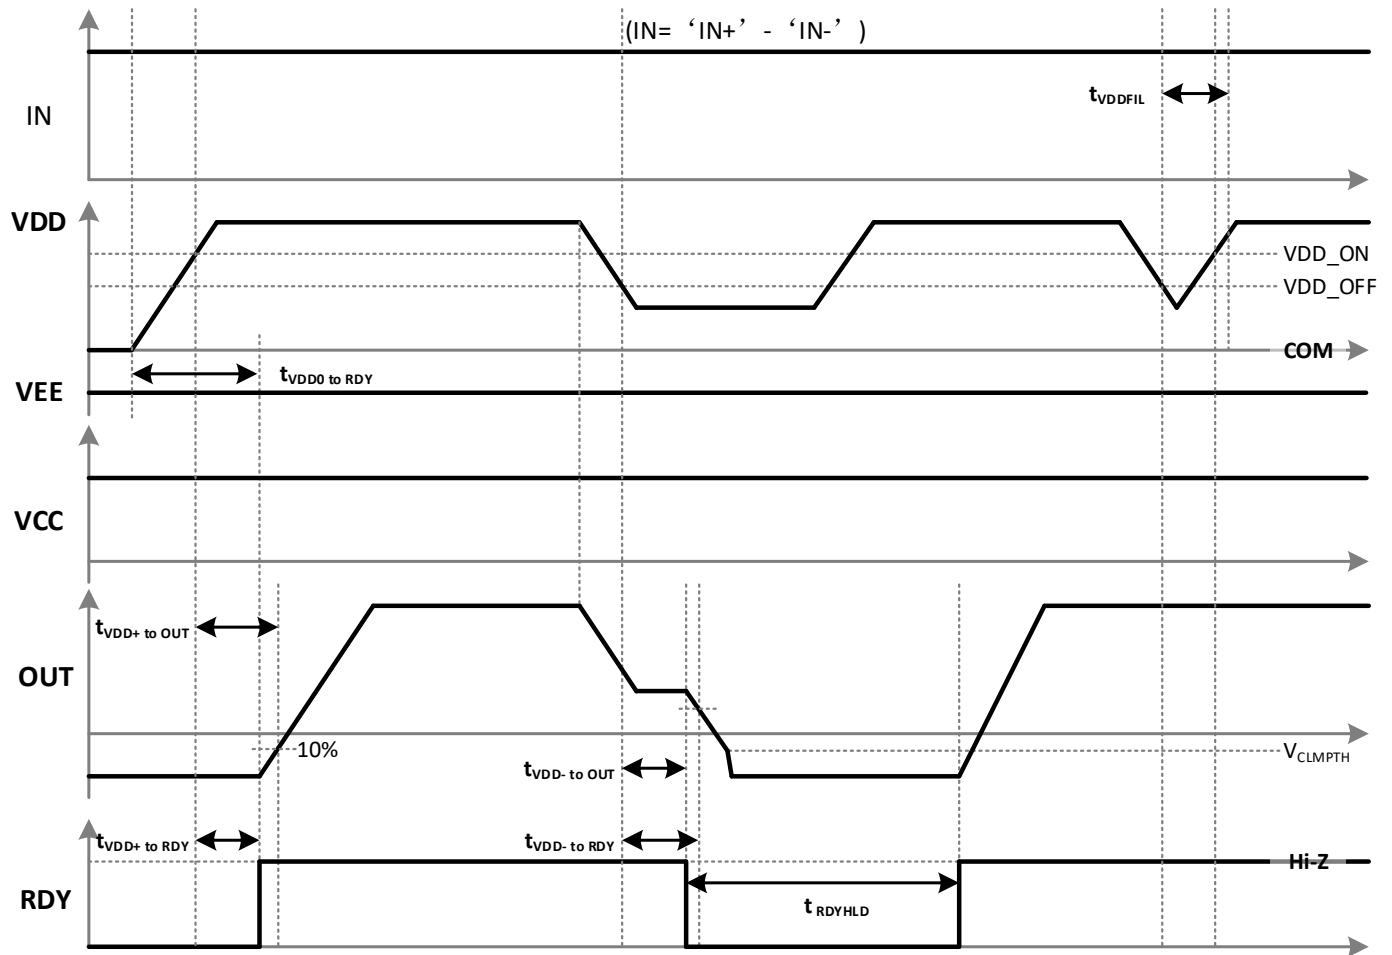 (IN= ‘IN+’ - ‘IN-’ )
tVDDFIL
IN
VDD
VDD_ON
VDD_OFF
COM
tVDD0 to RDY
VEE
VCC
tVDD+ to OUT
OUT
10%
VCLMPTH
tVDD- to OUT
tVDD+ to RDY
tVDD- to RDY
Hi-Z
RDY
tRDYHLD